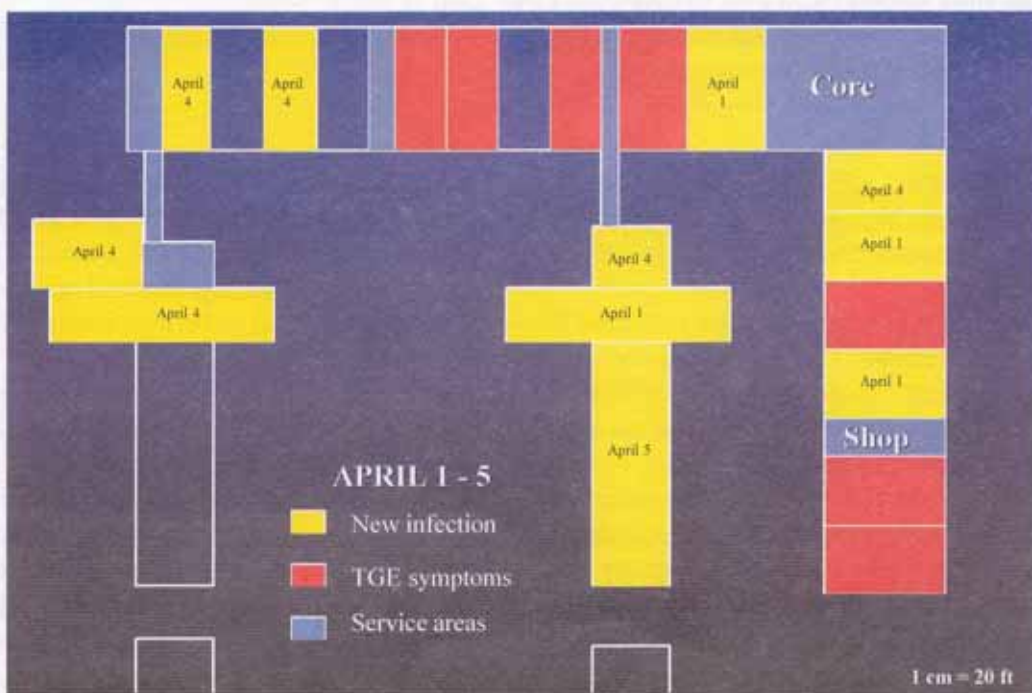 April
4
April
4
April
1
Core
April 4
April 1
April 4
April 4
April 4
April 1
April 1
Shop
April 5
APRIL 1 - 5
New infection
TGE symptoms
Service areas
1 cm = 20 ft